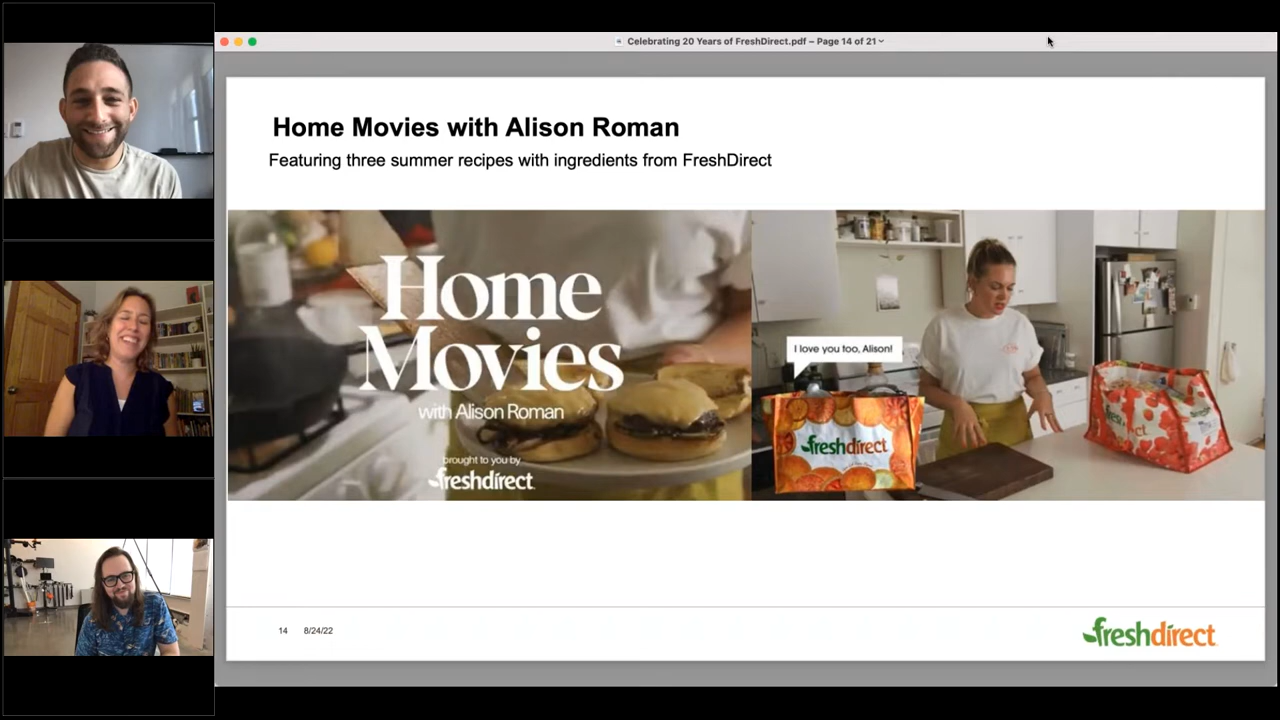 Celebrating 20 Years of FreshDirect.pdf – Page 14 of 21
Home Movies with Alison Roman
Featuring three summer recipes with ingredients from FreshDirect
Home
Movies
with Alison Roman
brought to you by
freshdirect
I love you too, Alison!
freshdirect
14 8/24/22
freshdirect